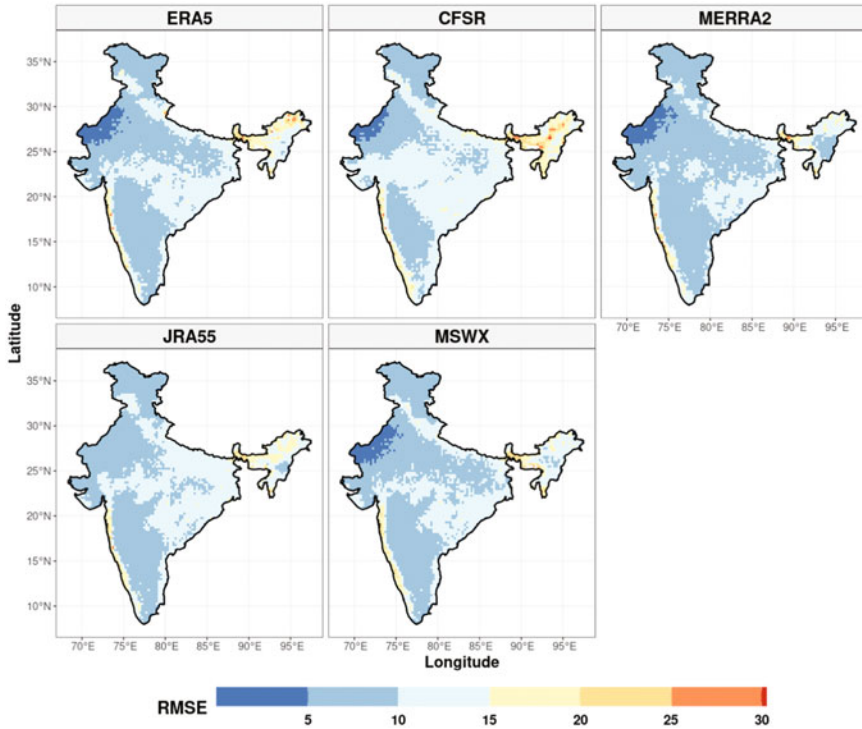 ERA5 CFSR MERRA2
35°N
30°N
25°N
20°N
15°N
10°N
70°E 75°E 80°E 85°E 90°E 95°E
Latitude
JRA55 MSWX
35°N
30°N
25°N
20°N
15°N
10°N
70°E 75°E 80°E 85°E 90°E 95°E 70°E 75°E 80°E 85°E 90°E 95°E
Longitude
RMSE
5 10 15 20 25 30